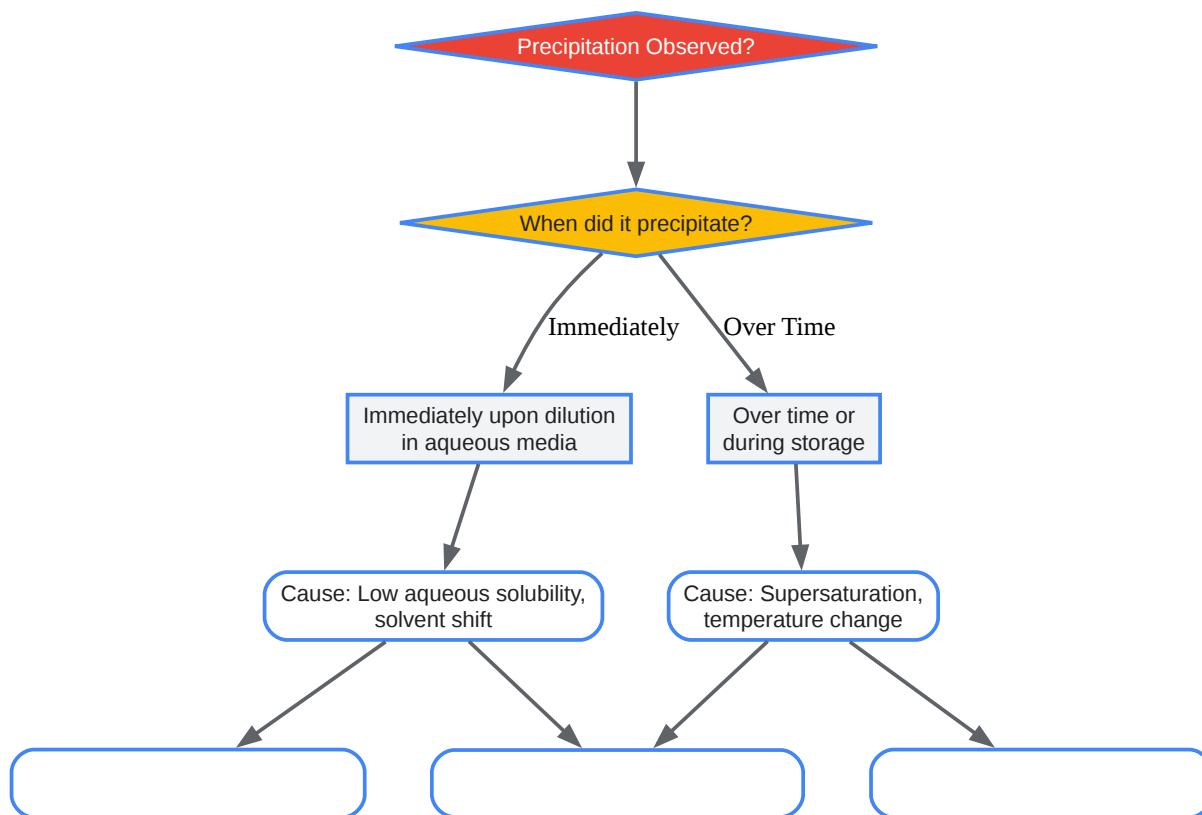 Precipitation Observed?
When did it precipitate?
Immediately
Over Time
Immediately upon dilution
in aqueous media
Over time or
during storage
Cause: Low aqueous solubility,
solvent shift
Cause: Supersaturation,
temperature change